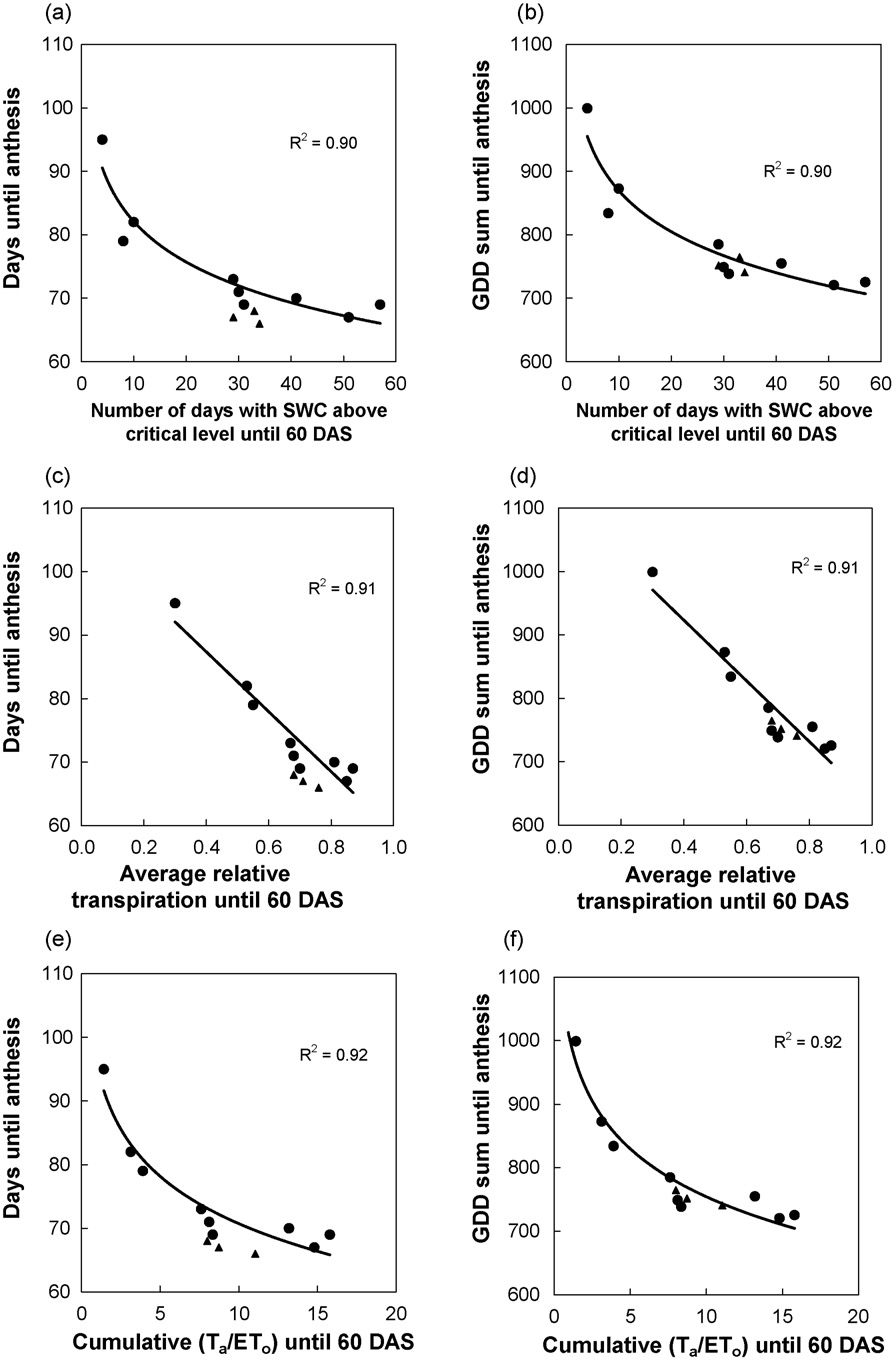 (a)
110
100
90
80
70
60
Days until anthesis
R² = 0.90
0 10 20 30 40 50 60
Number of days with SWC above
critical level until 60 DAS
(b)
1100
1000
900
800
700
600
GDD sum until anthesis
R² = 0.90
0 10 20 30 40 50 60
Number of days with SWC above
critical level until 60 DAS
(c)
110
100
90
80
70
60
Days until anthesis
R² = 0.91
0.0 0.2 0.4 0.6 0.8 1.0
Average relative
transpiration until 60 DAS
(d)
1100
1000
900
800
700
600
GDD sum until anthesis
R² = 0.91
0.0 0.2 0.4 0.6 0.8 1.0
Average relative
transpiration until 60 DAS
(e)
110
100
90
80
70
60
Days until anthesis
R² = 0.92
0 5 10 15 20
Cumulative (Tₐ/ETₒ) until 60 DAS
(f)
1100
1000
900
800
700
600
GDD sum until anthesis
R² = 0.92
0 5 10 15 20
Cumulative (Tₐ/ETₒ) until 60 DAS